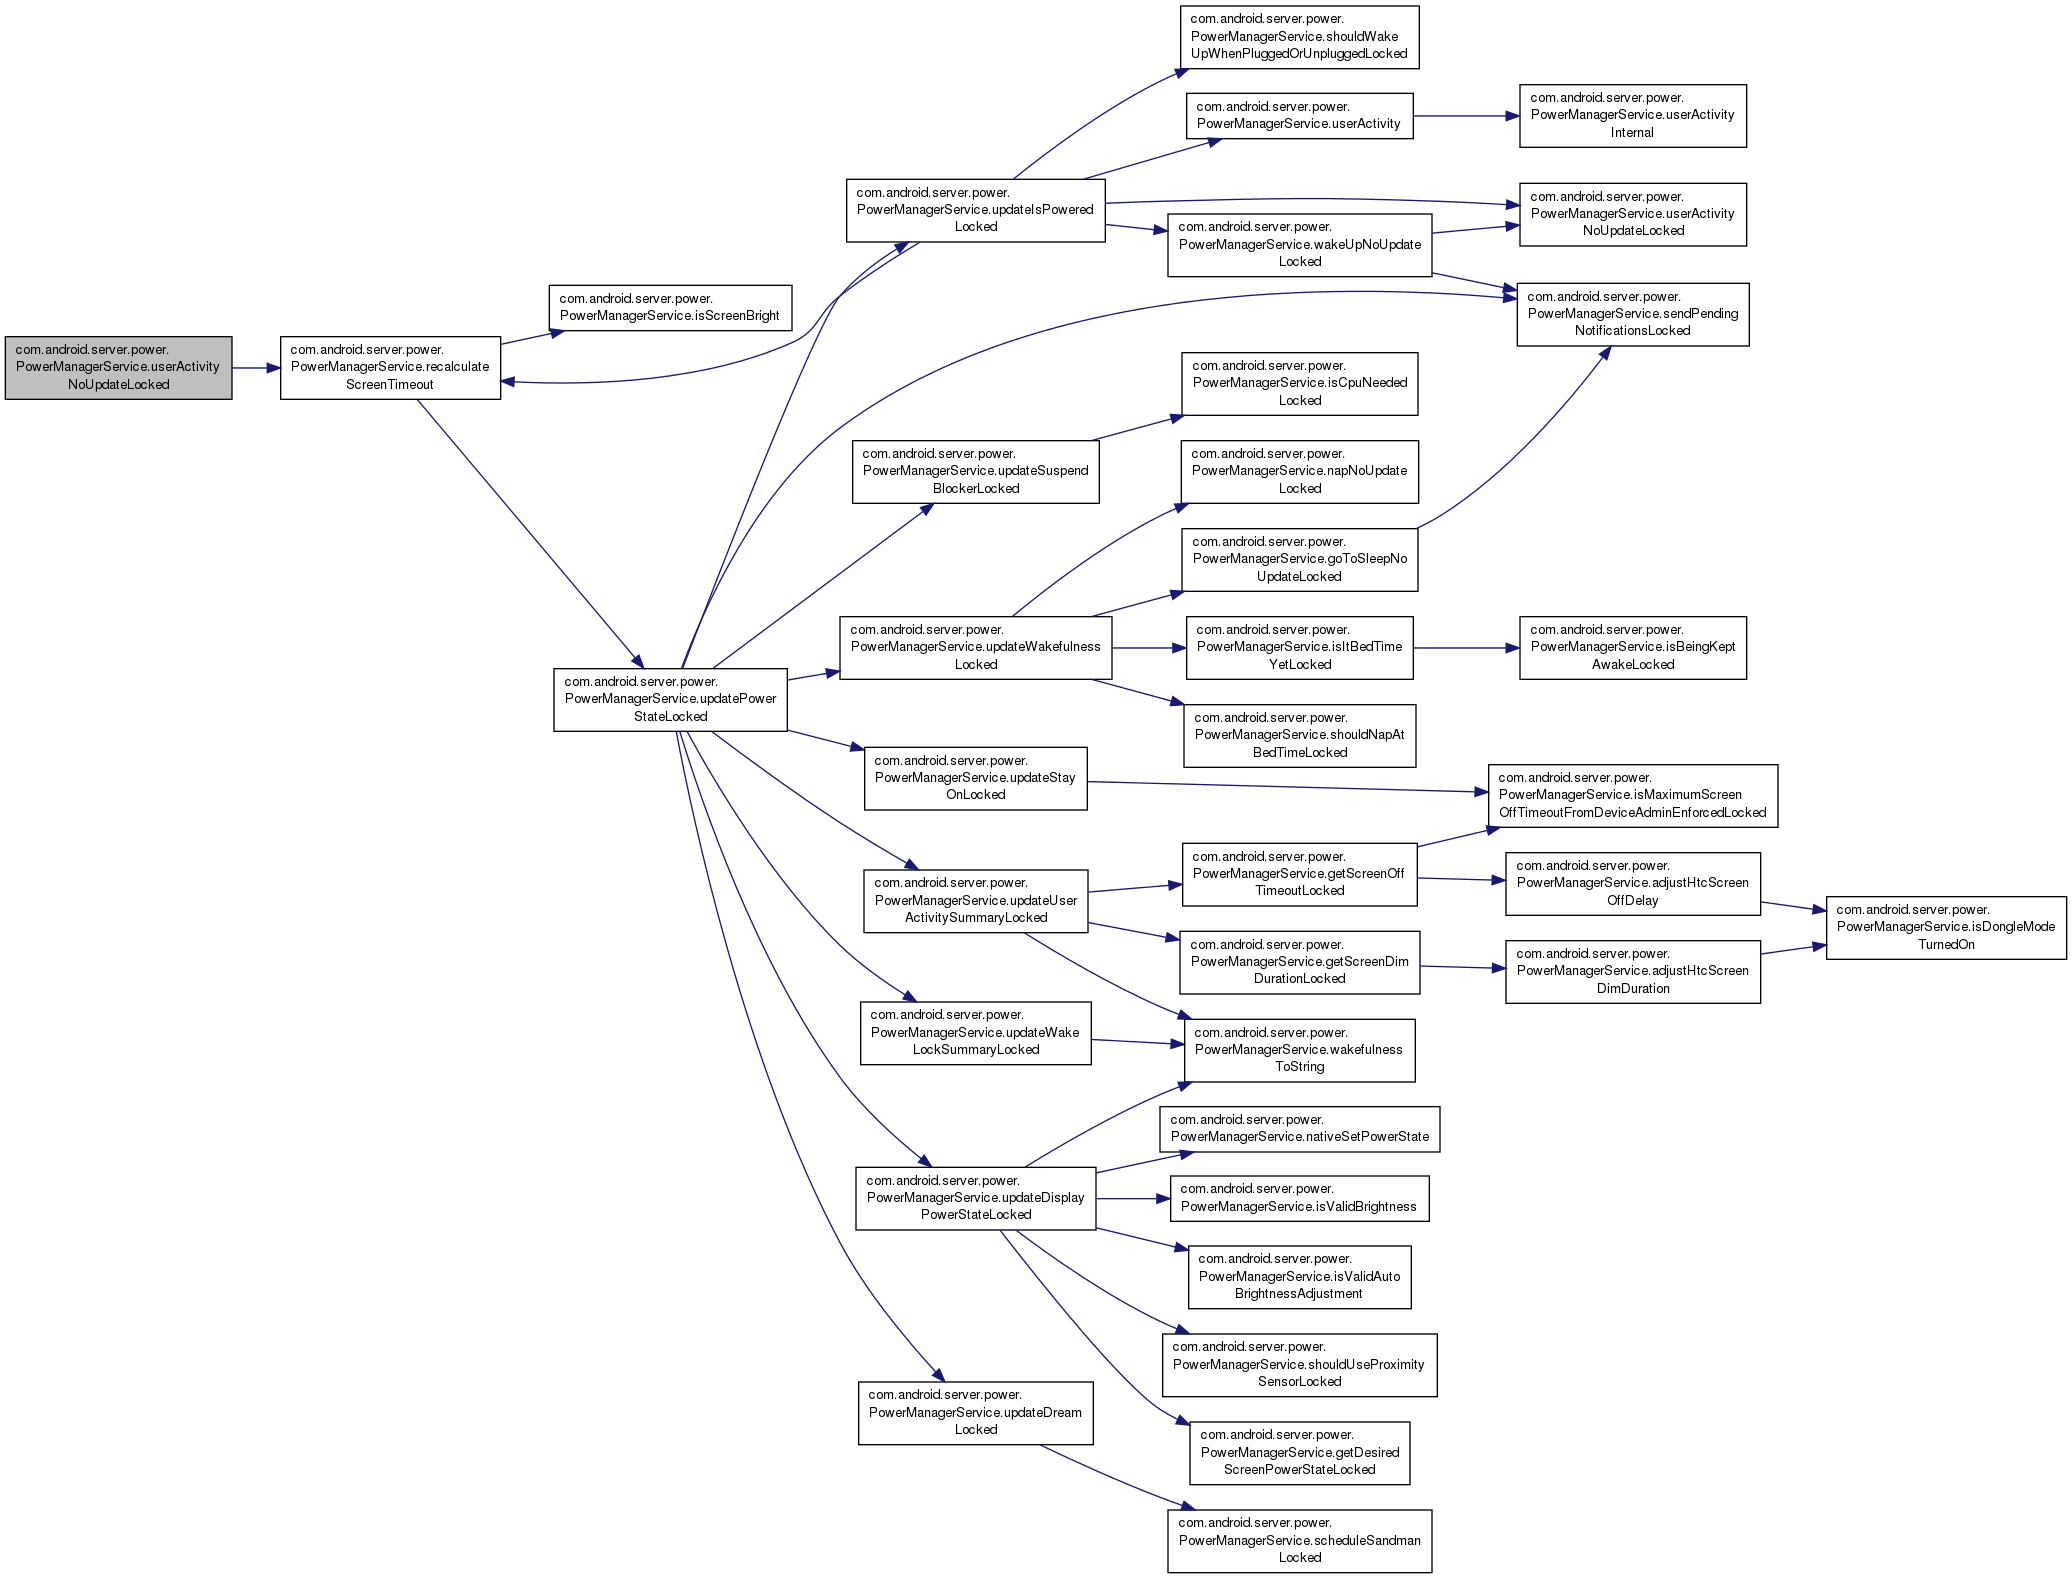 com.android.server.power.
PowerManagerService.shouldWake
UpWhenPluggedOrUnpluggedLocked
com.android.server.power.
PowerManagerService.userActivity
com.android.server.power.
PowerManagerService.userActivity
Internal
com.android.server.power.
PowerManagerService.updateIsPowered
Locked
com.android.server.power.
PowerManagerService.userActivity
NoUpdateLocked
com.android.server.power.
PowerManagerService.wakeUpNoUpdate
Locked
com.android.server.power.
PowerManagerService.isScreenBright
com.android.server.power.
PowerManagerService.sendPending
NotificationsLocked
com.android.server.power.
PowerManagerService.userActivity
NoUpdateLocked
com.android.server.power.
PowerManagerService.recalculate
ScreenTimeout
com.android.server.power.
PowerManagerService.isCpuNeeded
Locked
com.android.server.power.
PowerManagerService.updateSuspend
BlockerLocked
com.android.server.power.
PowerManagerService.napNoUpdate
Locked
com.android.server.power.
PowerManagerService.goToSleepNo
UpdateLocked
com.android.server.power.
PowerManagerService.updateWakefulness
Locked
com.android.server.power.
PowerManagerService.isItBedTime
YetLocked
com.android.server.power.
PowerManagerService.isBeingKept
AwakeLocked
com.android.server.power.
PowerManagerService.updatePower
StateLocked
com.android.server.power.
PowerManagerService.shouldNapAt
BedTimeLocked
com.android.server.power.
PowerManagerService.updateStay
OnLocked
com.android.server.power.
PowerManagerService.isMaximumScreen
OffTimeoutFromDeviceAdminEnforcedLocked
com.android.server.power.
PowerManagerService.updateUser
ActivitySummaryLocked
com.android.server.power.
PowerManagerService.getScreenOff
TimeoutLocked
com.android.server.power.
PowerManagerService.adjustHtcScreen
OffDelay
com.android.server.power.
PowerManagerService.isDongleMode
TurnedOn
com.android.server.power.
PowerManagerService.getScreenDim
DurationLocked
com.android.server.power.
PowerManagerService.adjustHtcScreen
DimDuration
com.android.server.power.
PowerManagerService.updateWake
LockSummaryLocked
com.android.server.power.
PowerManagerService.wakefulness
ToString
com.android.server.power.
PowerManagerService.nativeSetPowerState
com.android.server.power.
PowerManagerService.updateDisplay
PowerStateLocked
com.android.server.power.
PowerManagerService.isValidBrightness
com.android.server.power.
PowerManagerService.isValidAuto
BrightnessAdjustment
com.android.server.power.
PowerManagerService.shouldUseProximity
SensorLocked
com.android.server.power.
PowerManagerService.updateDream
Locked
com.android.server.power.
PowerManagerService.getDesired
ScreenPowerStateLocked
com.android.server.power.
PowerManagerService.scheduleSandman
Locked